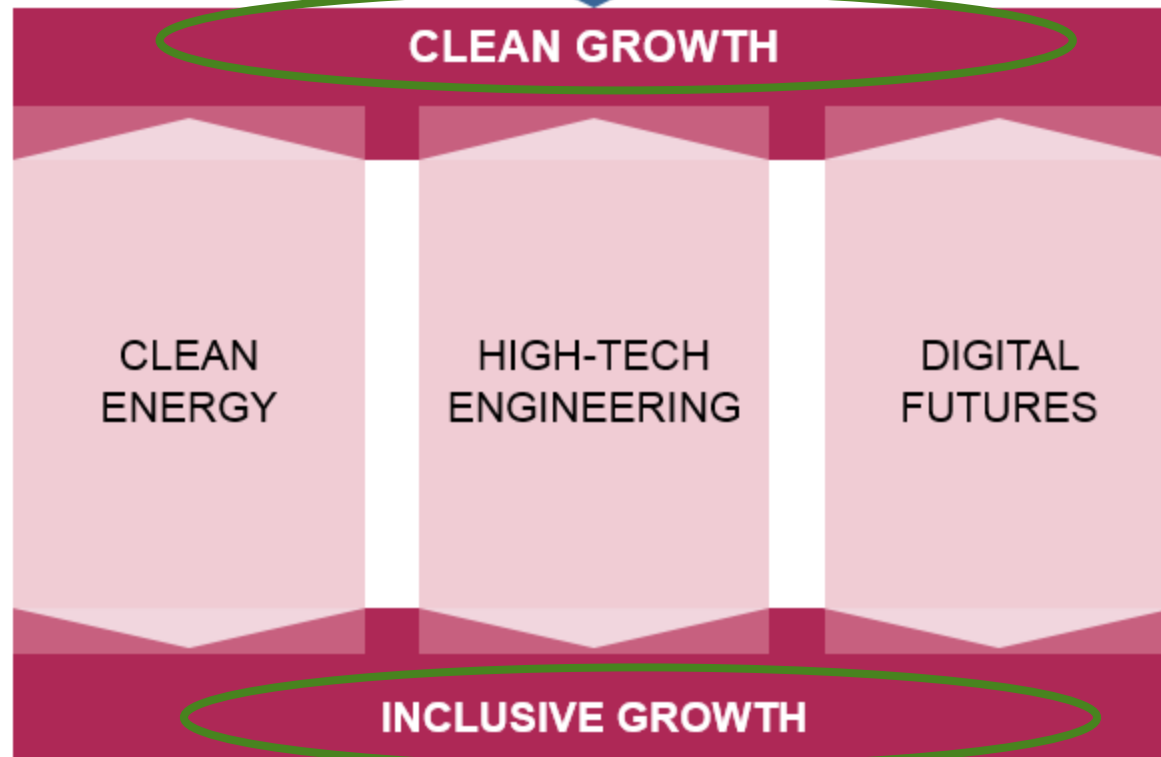 CLEAN GROWTH
CLEAN
ENERGY
HIGH-TECH
ENGINEERING
DIGITAL
FUTURES
INCLUSIVE GROWTH